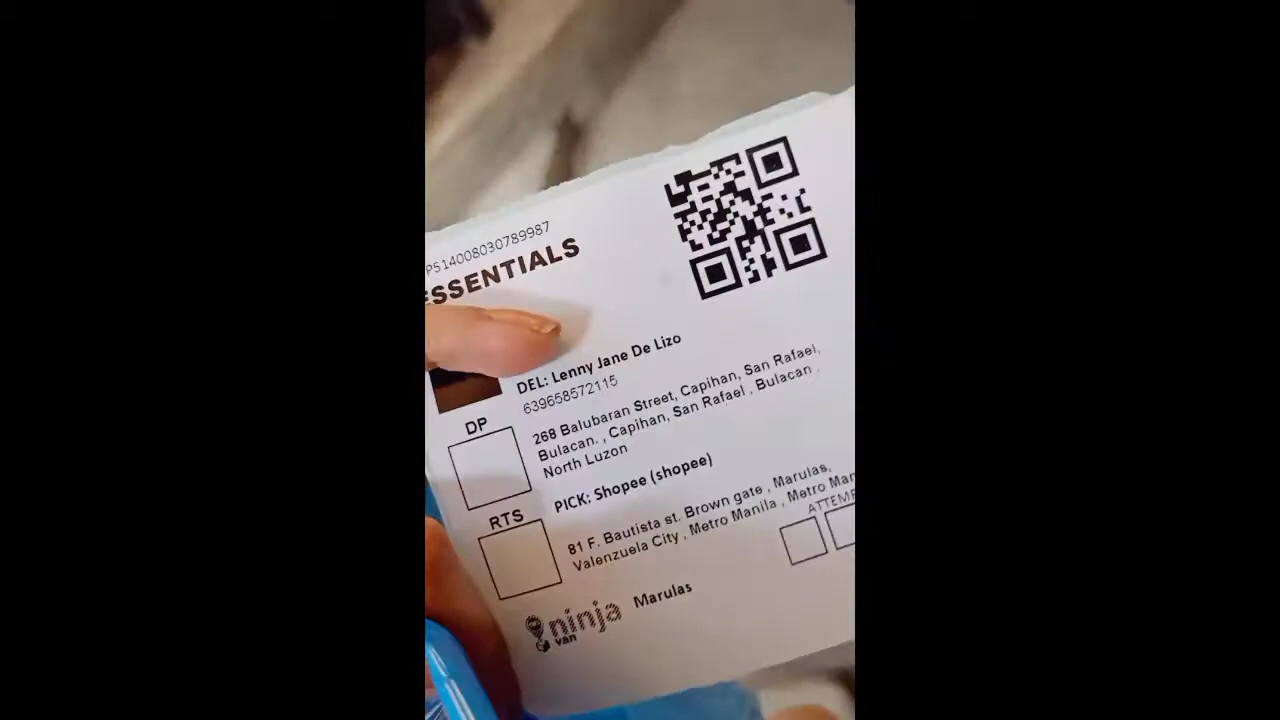 PS14008030789987
ESSENTIALS
DEL: Lenny Jane De Lizo
639658572115
268 Balubaran Street, Capihan, San Rafael,
Bulacan. , Capihan, San Rafael , Bulacan ,
North Luzon
DP
PICK: Shopee (shopee)
RTS
81 F. Bautista st. Brown gate , Marulas,
Valenzuela City , Metro Manila , Metro
ninja
van
Marulas